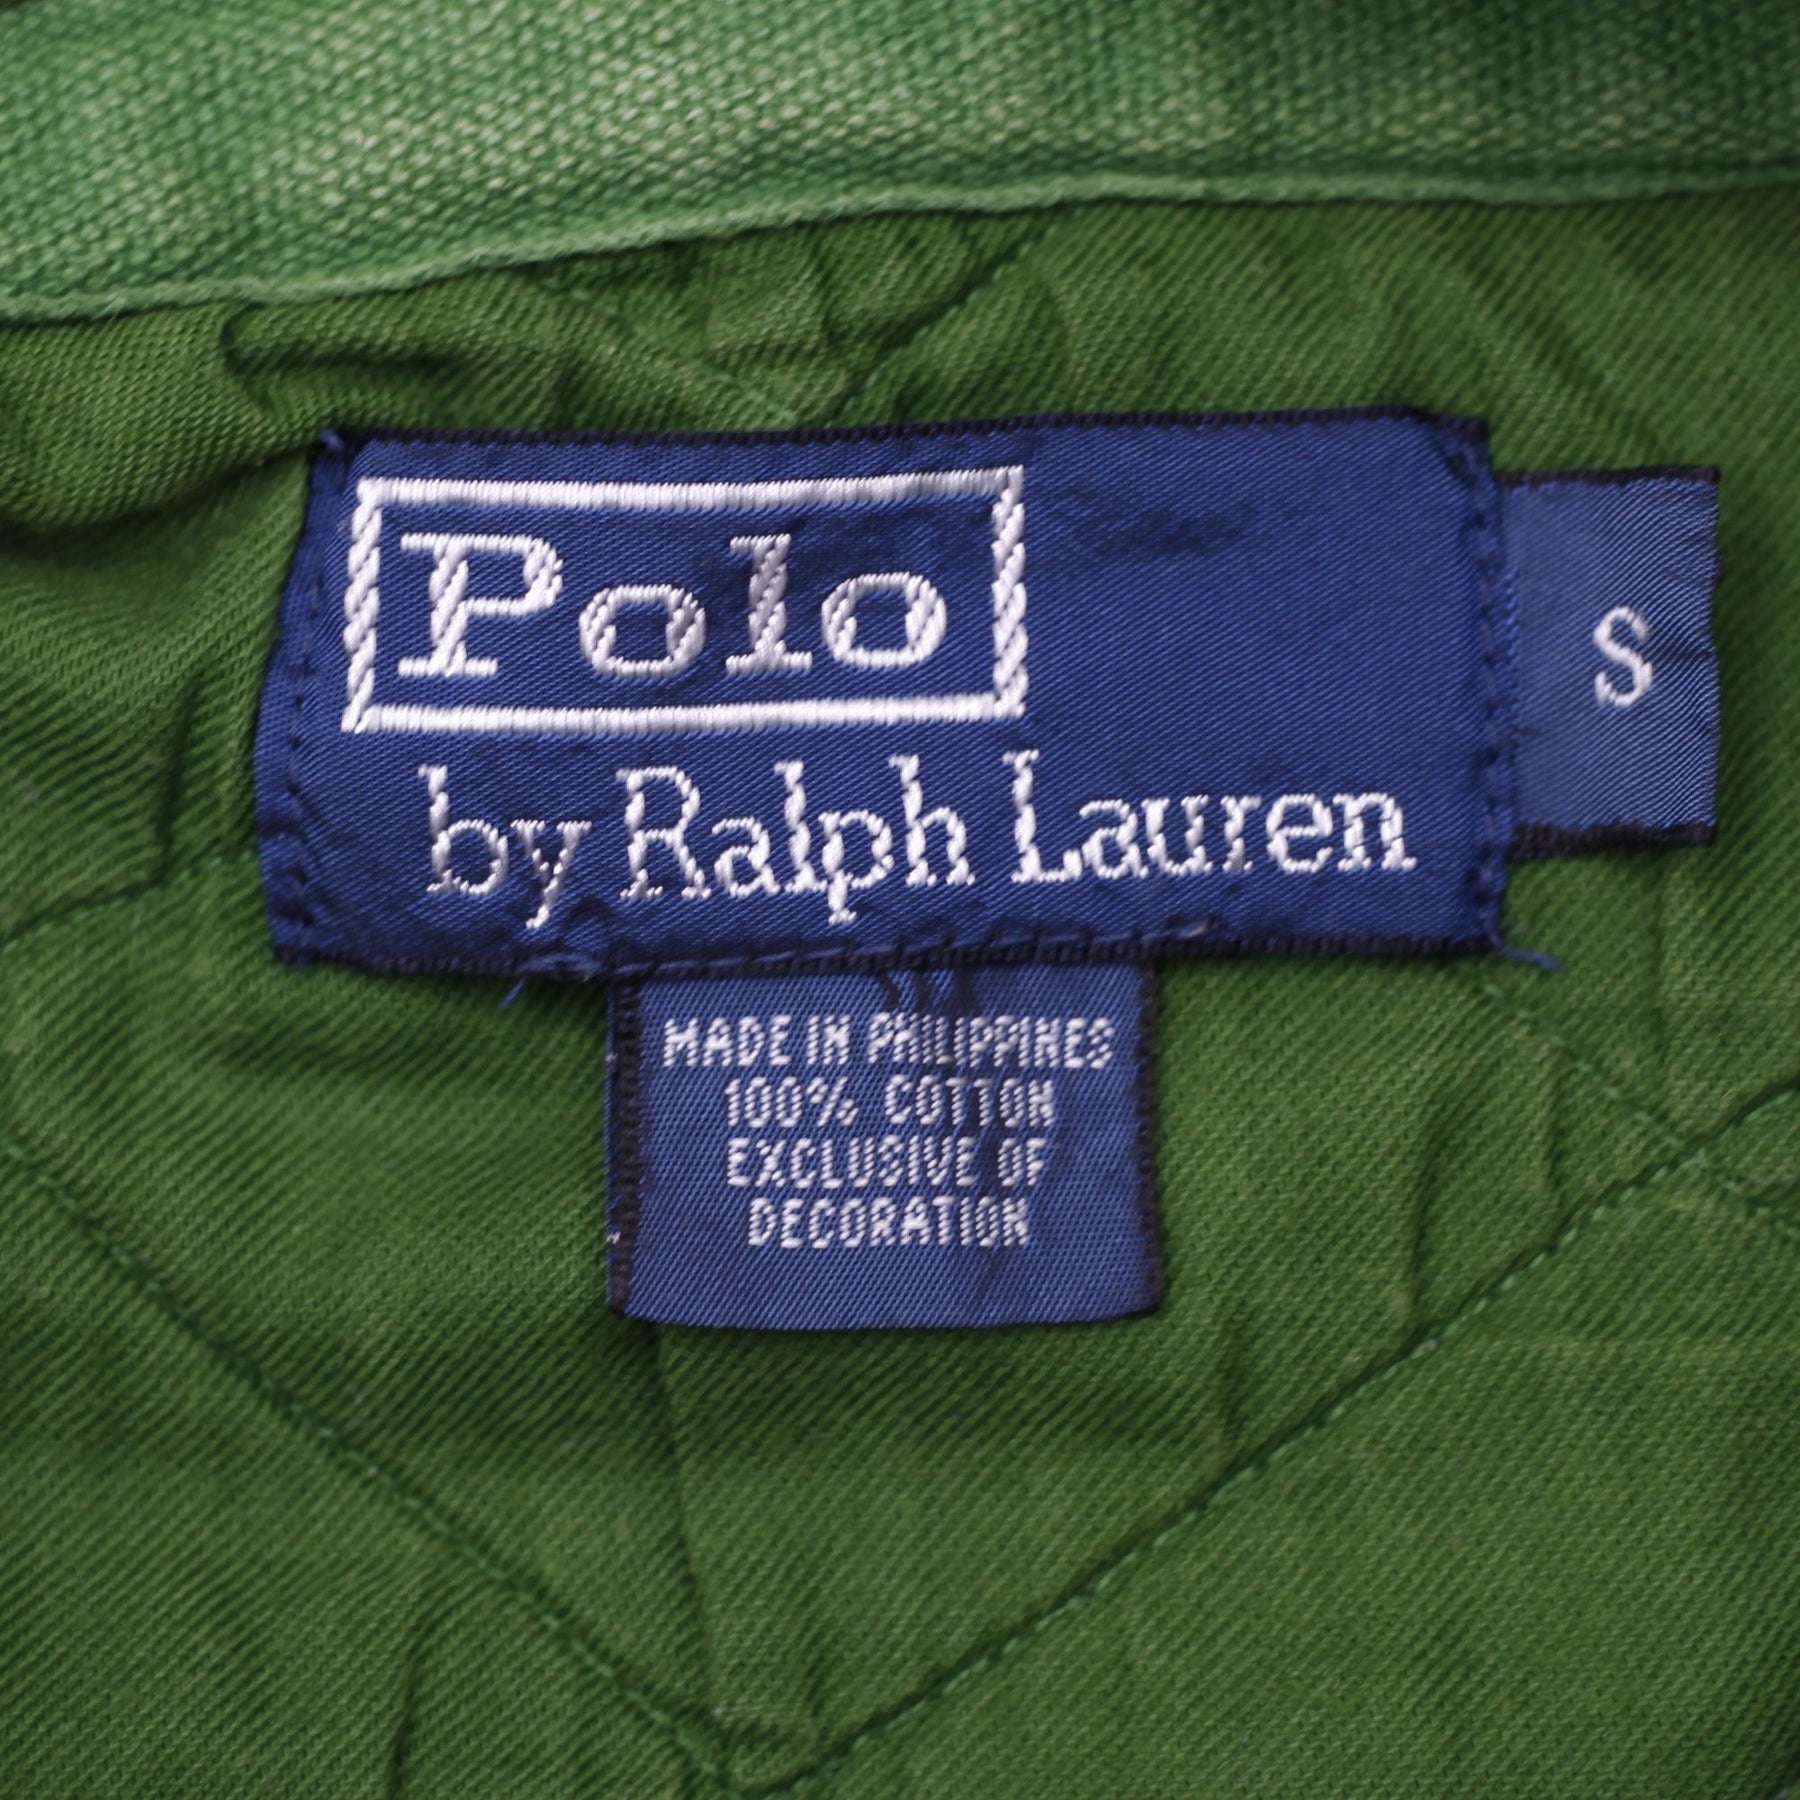 Polo
by Ralph Lauren
S
MADE IN PHILIPPINES
100% COTTON
EXCLUSIVE OF
DECORATION